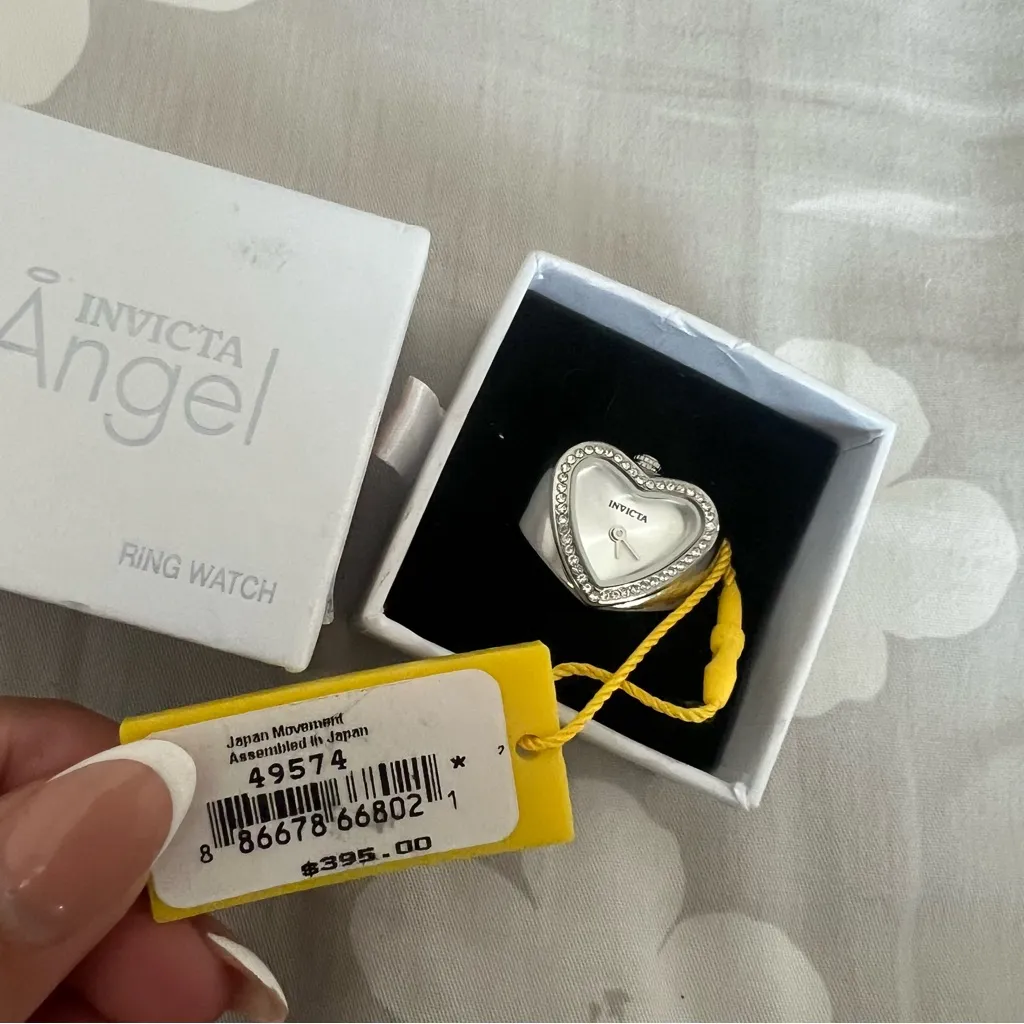 INVICTA
Angel
RING WATCH
INVICTA
Japan Movement
Assembled in Japan
49574
*
8 86678 66802 1
$395.00